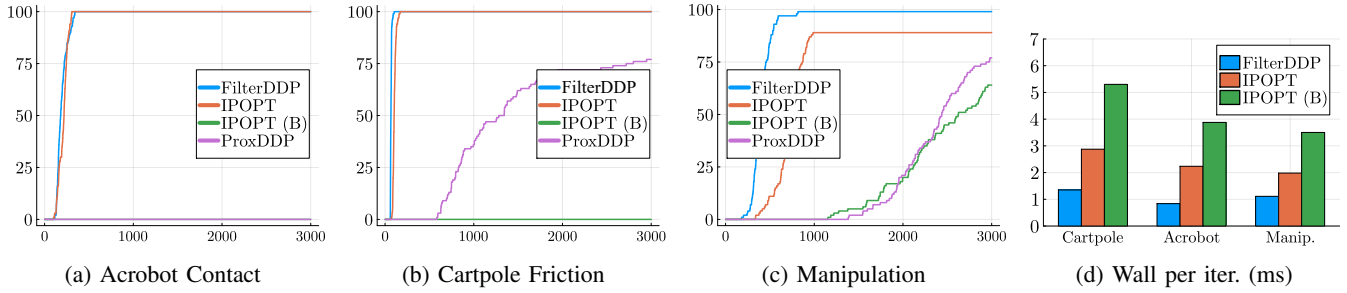 100
75
50
25
0
0
1000
2000
3000
FilterDDP
IPOPT
IPOPT (B)
ProxDDP
(a) Acrobot Contact
100
75
50
25
0
0
1000
2000
3000
FilterDDP
IPOPT
IPOPT (B)
ProxDDP
(b) Cartpole Friction
100
75
50
25
0
0
1000
2000
3000
FilterDDP
IPOPT
IPOPT (B)
ProxDDP
(c) Manipulation
7
6
5
4
3
2
1
0
FilterDDP
IPOPT
IPOPT (B)
Cartpole
Acrobot
Manip.
(d) Wall per iter. (ms)